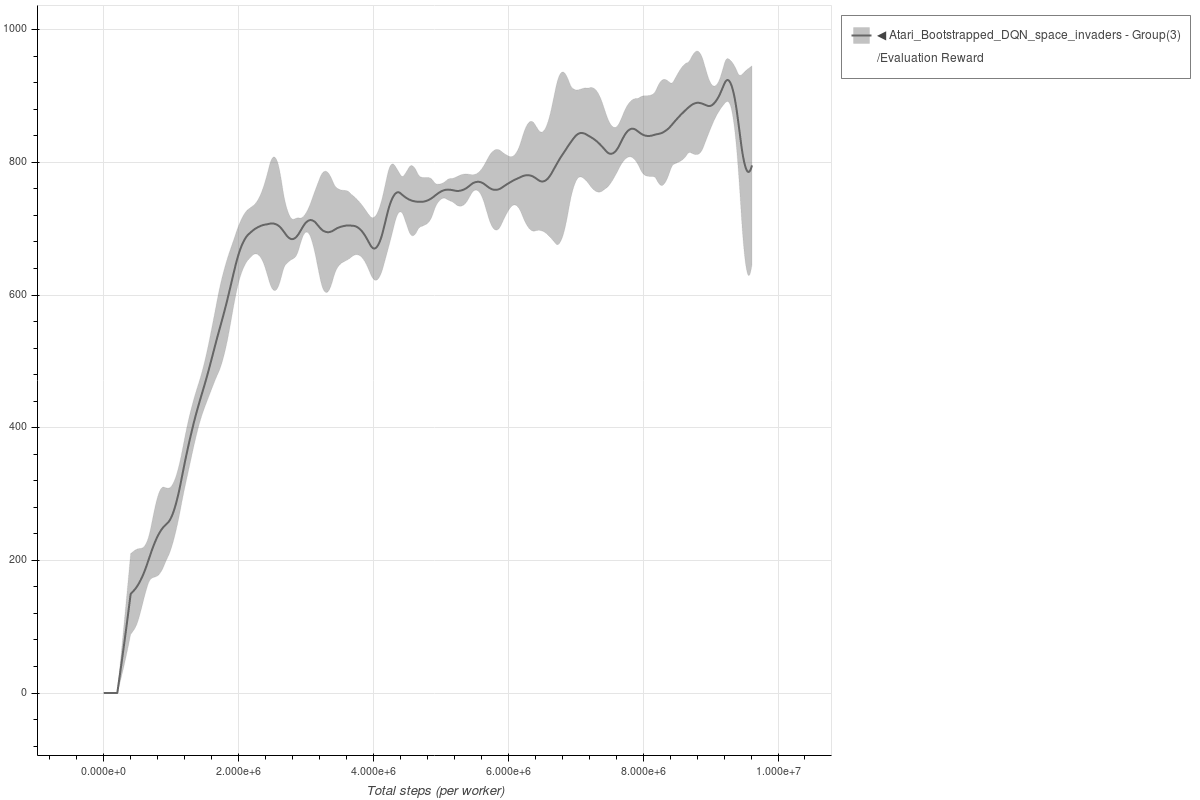 1000
800
600
400
200
0
0.000e+0 2.000e+6 4.000e+6 6.000e+6 8.000e+6 1.000e+7
Total steps (per worker)
◀ Atari_Bootstrapped_DQN_space_invaders - Group(3)
/Evaluation Reward